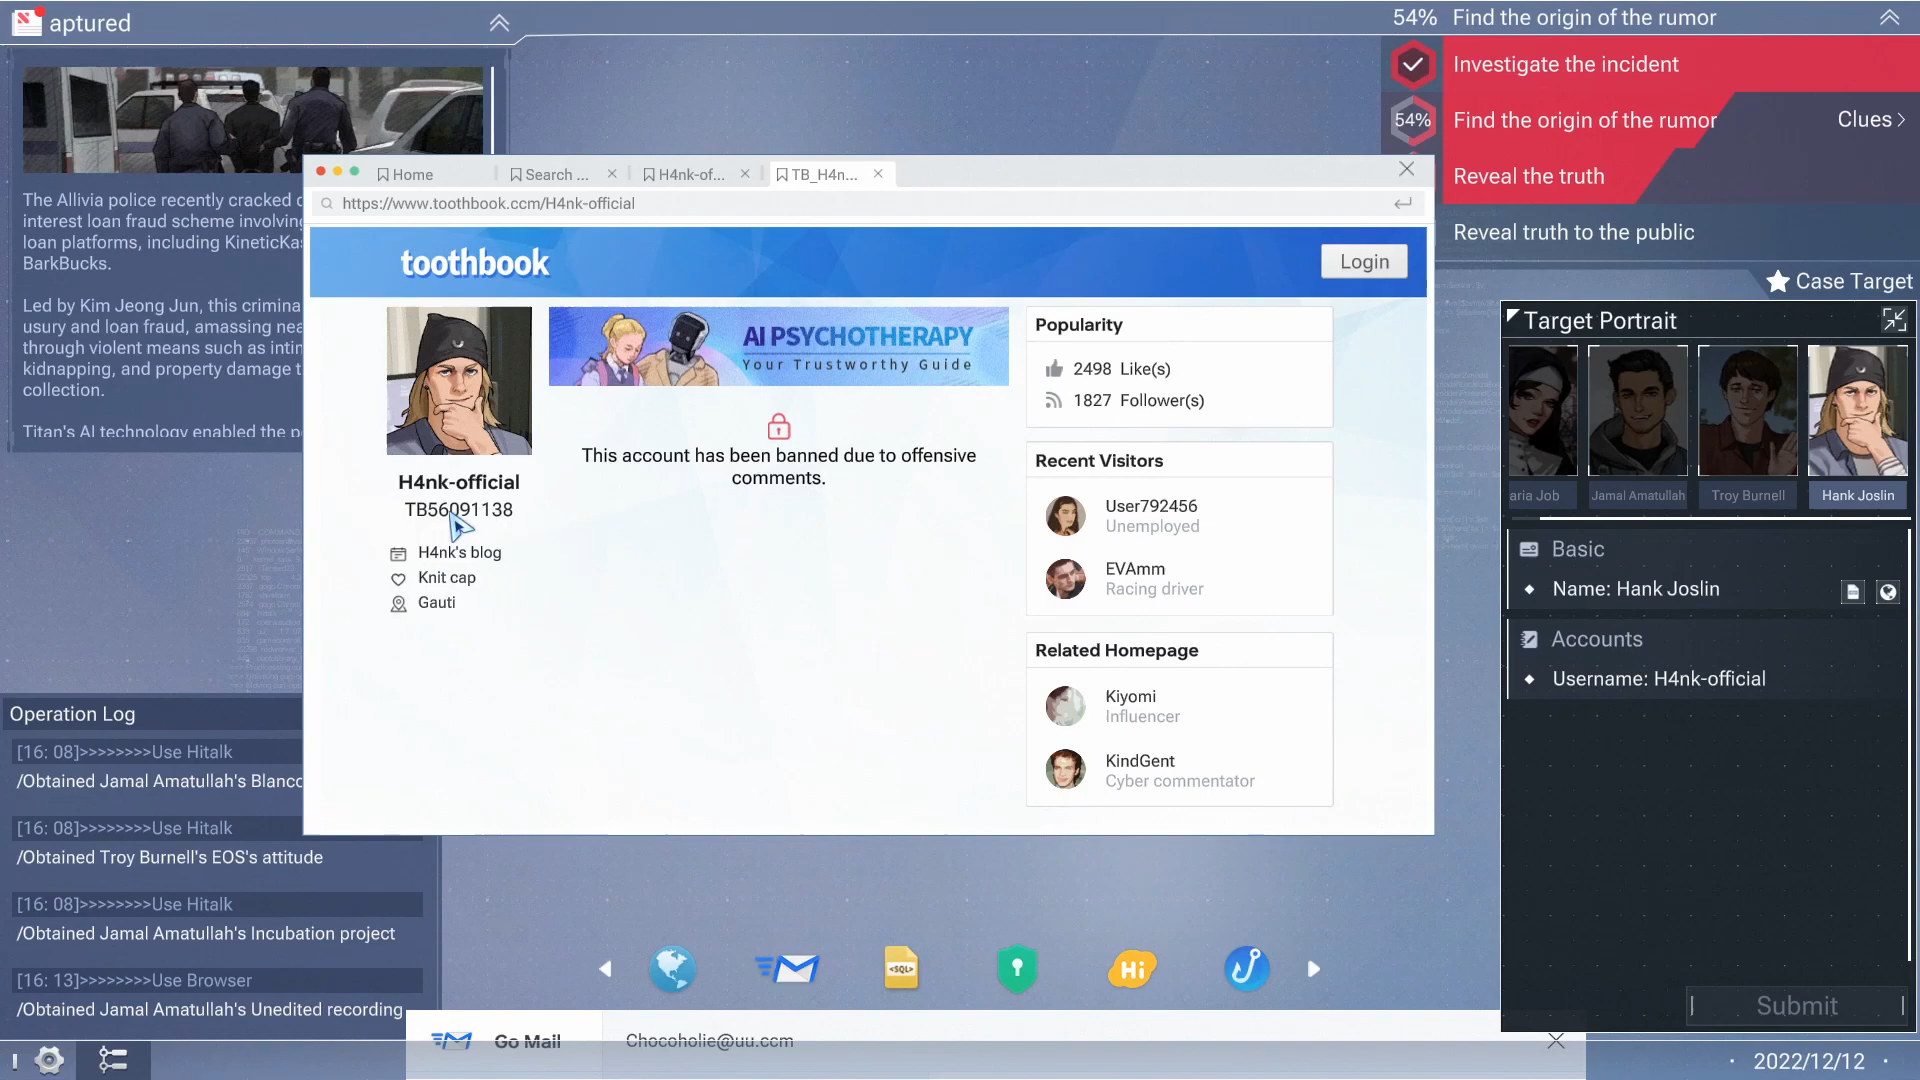 aptured
54% Find the origin of the rumor
Investigate the incident
54% Find the origin of the rumor
Clues
Reveal the truth
Reveal truth to the public
Case Target
The Allivia police recently cracked
interest loan fraud scheme involving
loan platforms, including
BarkBucks.
Led by Kim Jeong Jun, this
usury and loan fraud, amassing
through violent means such as
kidnapping, and property damage
collection.
Titan's AI technology enabled the
Home
Search ...
H4nk-of...
TB_H4n...
https://www.toothbook.ccm/H4nk-official
toothbook
Login
AI PSYCHOTHERAPY
Your Trustworthy Guide
This account has been banned due to offensive
comments.
H4nk-official
TB56091138
H4nk's blog
Knit cap
Gauti
Popularity
2498 Like(s)
1827 Follower(s)
Recent Visitors
User792456
Unemployed
EVAmm
Racing driver
Related Homepage
Kiyomi
Influencer
KindGent
Cyber commentator
Target Portrait
aria Job
Jamal Amatullah
Troy Burnell
Hank Joslin
Basic
Name: Hank Joslin
Accounts
Username: H4nk-official
Submit
Operation Log
[16: 08]>>>>>>>>Use Hitalk
/Obtained Jamal Amatullah's Blanco
[16: 08]>>>>>>>>Use Hitalk
/Obtained Troy Burnell's EOS's attitude
[16: 08]>>>>>>>>Use Hitalk
/Obtained Jamal Amatullah's Incubation project
[16: 13]>>>>>>>>Use Browser
/Obtained Jamal Amatullah's Unedited recording
<SQL>
Hi
Go Mail
Chocoholie@uu.ccm
2022/12/12